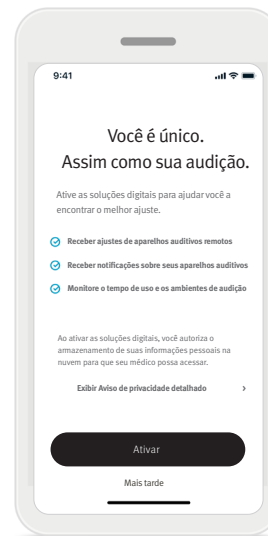 9:41
Você é único.
Assim como sua audição.
Ative as soluções digitais para ajudar você a
encontrar o melhor ajuste.
Receber ajustes de aparelhos auditivos remotos
Receber notificações sobre seus aparelhos auditivos
Monitore o tempo de uso e os ambientes de audição
Ao ativar as soluções digitais, você autoriza o
armazenamento de suas informações pessoais na
nuvem para que seu médico possa acessar.
Exibir Aviso de privacidade detalhado
Ativar
Mais tarde